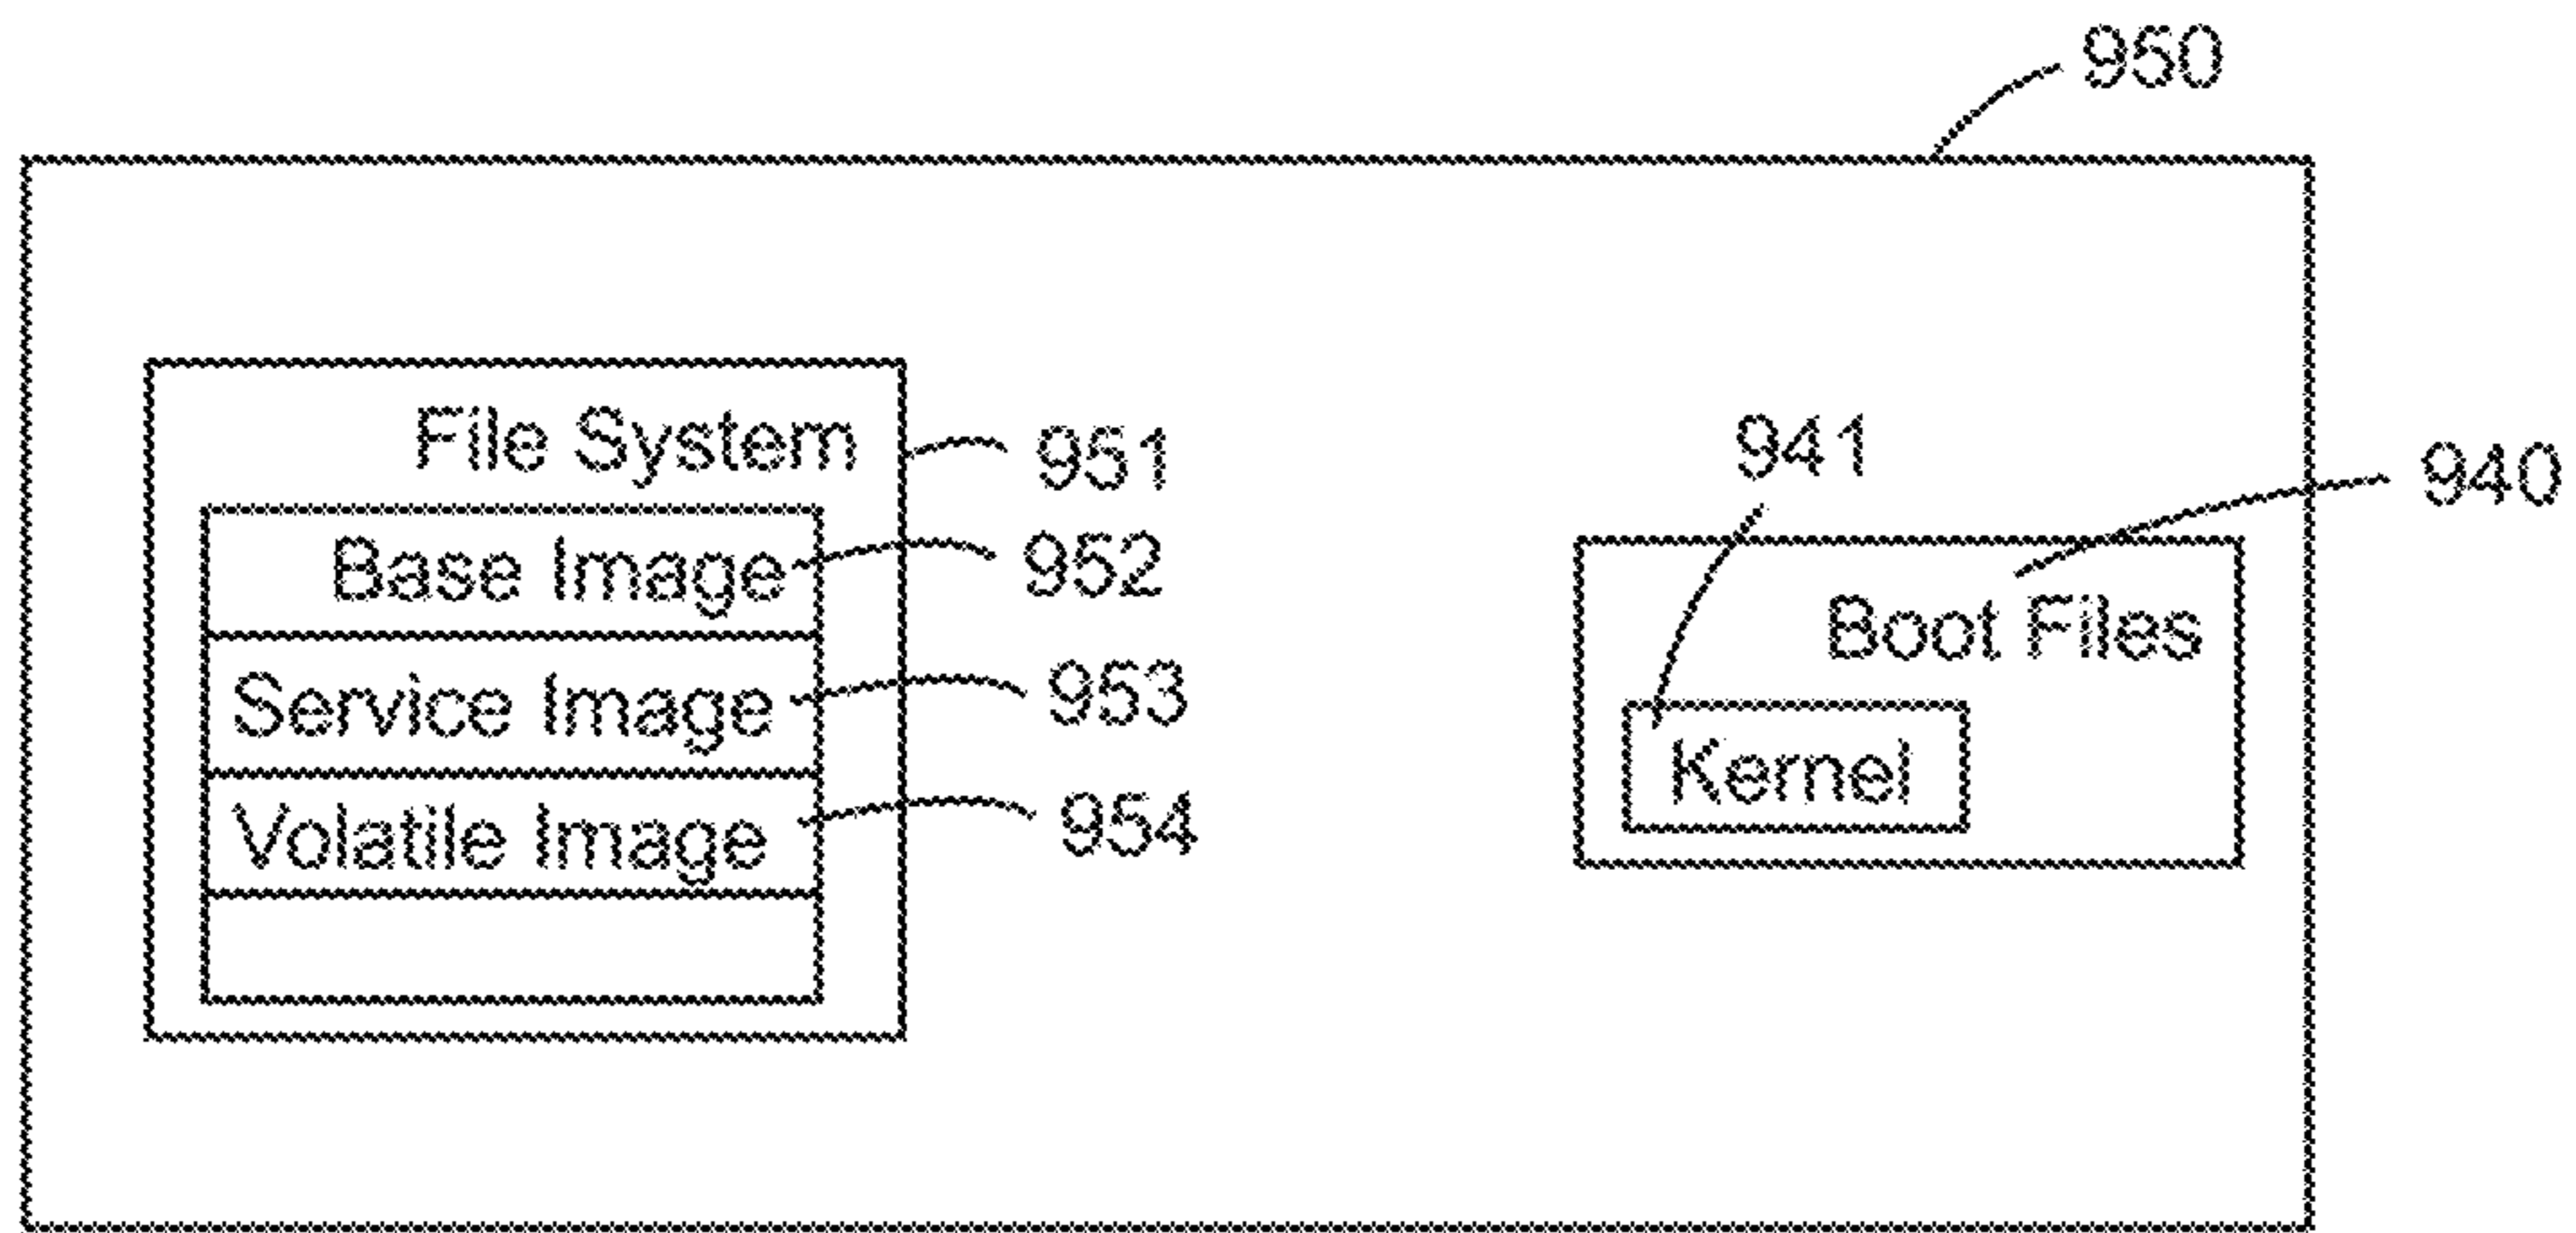 950
File System
951
Base Image
952
Service Image
953
Volatile Image
954
941
940
Boot Files
Kernel